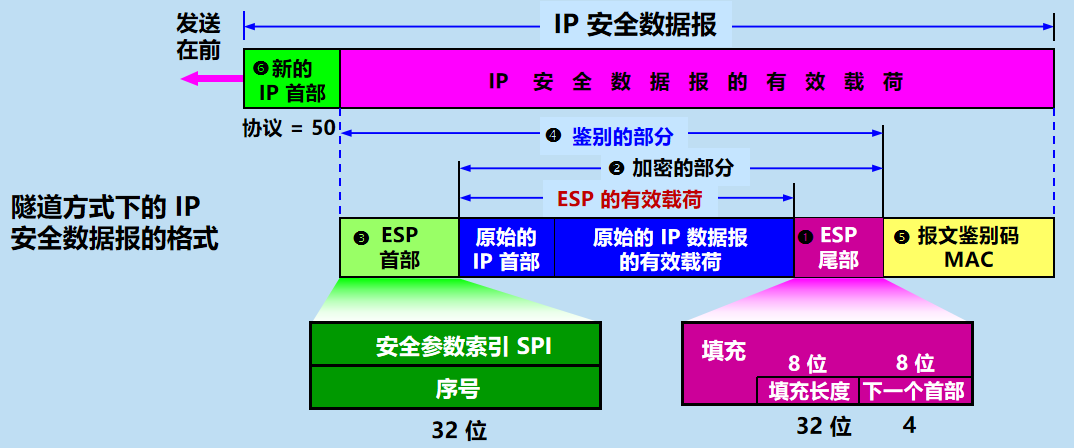 IP 安全数据报
发送
在前
❻新的
IP 首部
IP 安 全 数 据 报 的 有 效 载 荷
协议 = 50
❹ 鉴别的部分
❷ 加密的部分
ESP 的有效载荷
隧道方式下的 IP
安全数据报的格式
❸ ESP
首部
原始的
IP 首部
原始的 IP 数据报
的有效载荷
❶ ESP
尾部
❺ 报文鉴别码
MAC
安全参数索引 SPI
序号
32 位
填充
8 位
8 位
填充长度
下一个首部
32 位
4